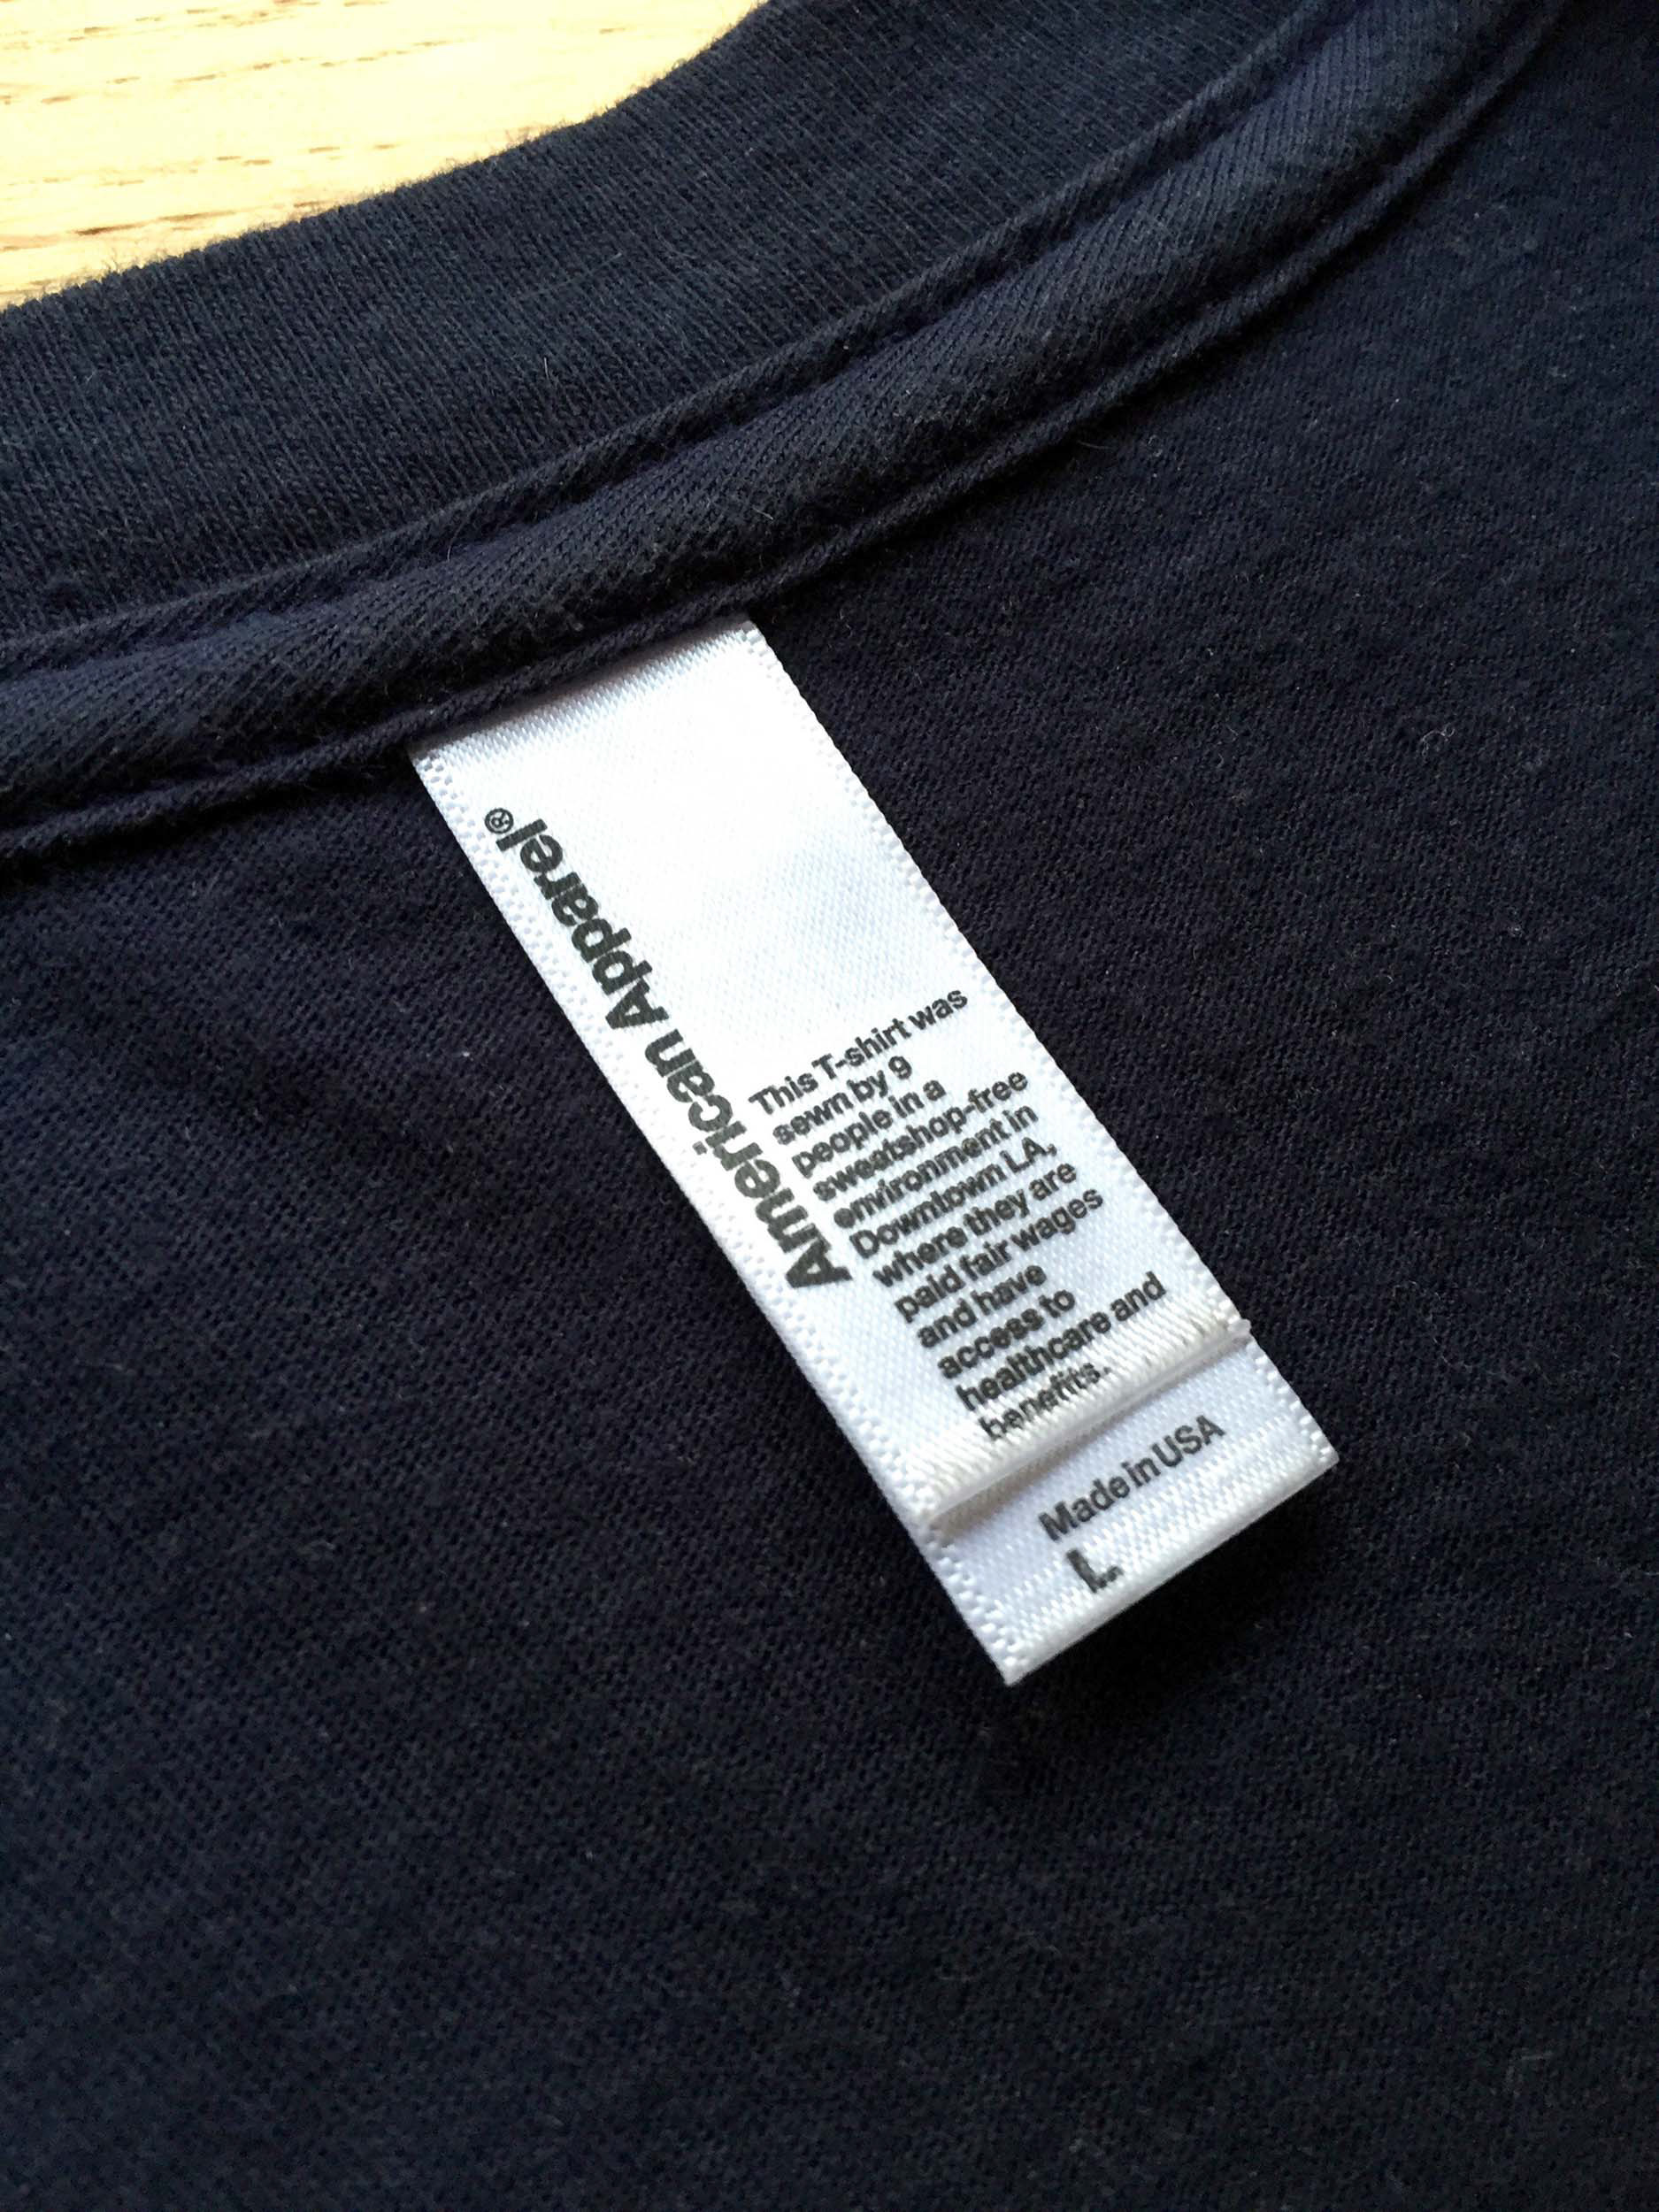 American Apparel®
This T-shirt was
sewn by 9
people in a
sweatshop-free
environment in
Downtown LA,
where they are
paid fair wages
and have
access to
healthcare and
benefits.
Made in USA
L